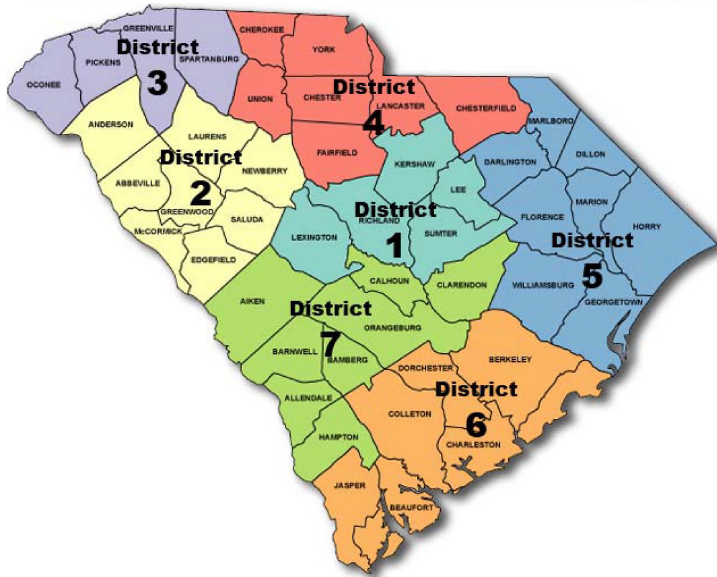 GREENVILLE
CHEROKEE
YORK
PICKENS
District
3
SPARTANBURG
OCONEE
UNION
CHESTER
District
4
LANCASTER
CHESTERFIELD
MARLBORO
ANDERSON
LAURENS
FAIRFIELD
KERSHAW
DARLINGTON
DILLON
District
2
NEWBERRY
ABBEVILLE
GREENWOOD
LEE
MARION
SALUDA
RICHLAND
District
1
FLORENCE
HORRY
McCORMICK
LEXINGTON
SUMTER
District
5
EDGEFIELD
CALHOUN
CLARENDON
WILLIAMSBURG
GEORGETOWN
AIKEN
District
7
ORANGEBURG
BARNWELL
BAMBERG
BERKELEY
DORCHESTER
District
6
ALLENDALE
COLLETON
CHARLESTON
HAMPTON
JASPER
BEAUFORT